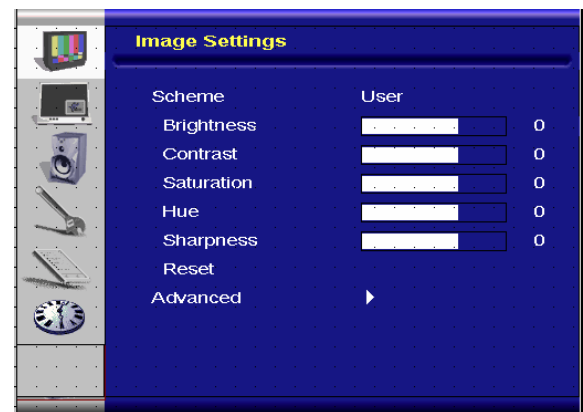 Image Settings
Scheme User
Brightness 0
Contrast 0
Saturation 0
Hue 0
Sharpness 0
Reset
Advanced